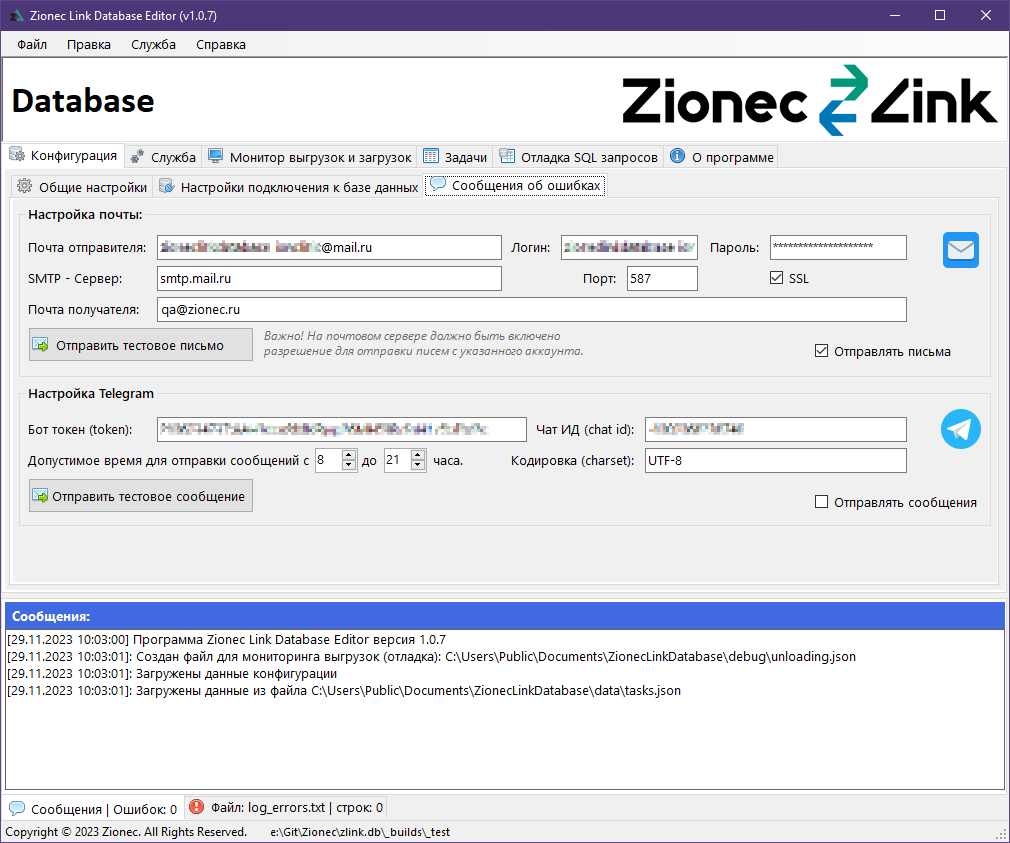 Zionec Link Database Editor (v1.0.7)
Файл Правка Служба Справка
Database
Zionec Link
Конфигурация Служба Монитор выгрузок и загрузок Задачи Отладка SQL запросов О программе
Общие настройки Настройки подключения к базе данных Сообщения об ошибках
Настройка почты:
Почта отправителя: @mail.ru Логин: Пароль: ********************
SMTP - Сервер: smtp.mail.ru Порт: 587 SSL
Почта получателя: qa@zionec.ru
Отправить тестовое письмо
Важно! На почтовом сервере должно быть включено
разрешение для отправки писем с указанного аккаунта.
Отправлять письма
Настройка Telegram
Бот токен (token): Чат ИД (chat id):
Допустимое время для отправки сообщений с 8 до 21 часа. Кодировка (charset): UTF-8
Отправить тестовое сообщение
Отправлять сообщения
Сообщения:
[29.11.2023 10:03:00] Программа Zionec Link Database Editor версия 1.0.7
[29.11.2023 10:03:01]: Создан файл для мониторинга выгрузок (отладка): C:\Users\Public\Documents\ZionecLinkDatabase\debug\unloading.json
[29.11.2023 10:03:01]: Загружены данные конфигурации
[29.11.2023 10:03:01]: Загружены данные из файла C:\Users\Public\Documents\ZionecLinkDatabase\data\tasks.json
Сообщения | Ошибок: 0 Файл: log_errors.txt | строк: 0
Copyright © 2023 Zionec. All Rights Reserved. e:\Git\Zionec\zlink.db\_builds\_test